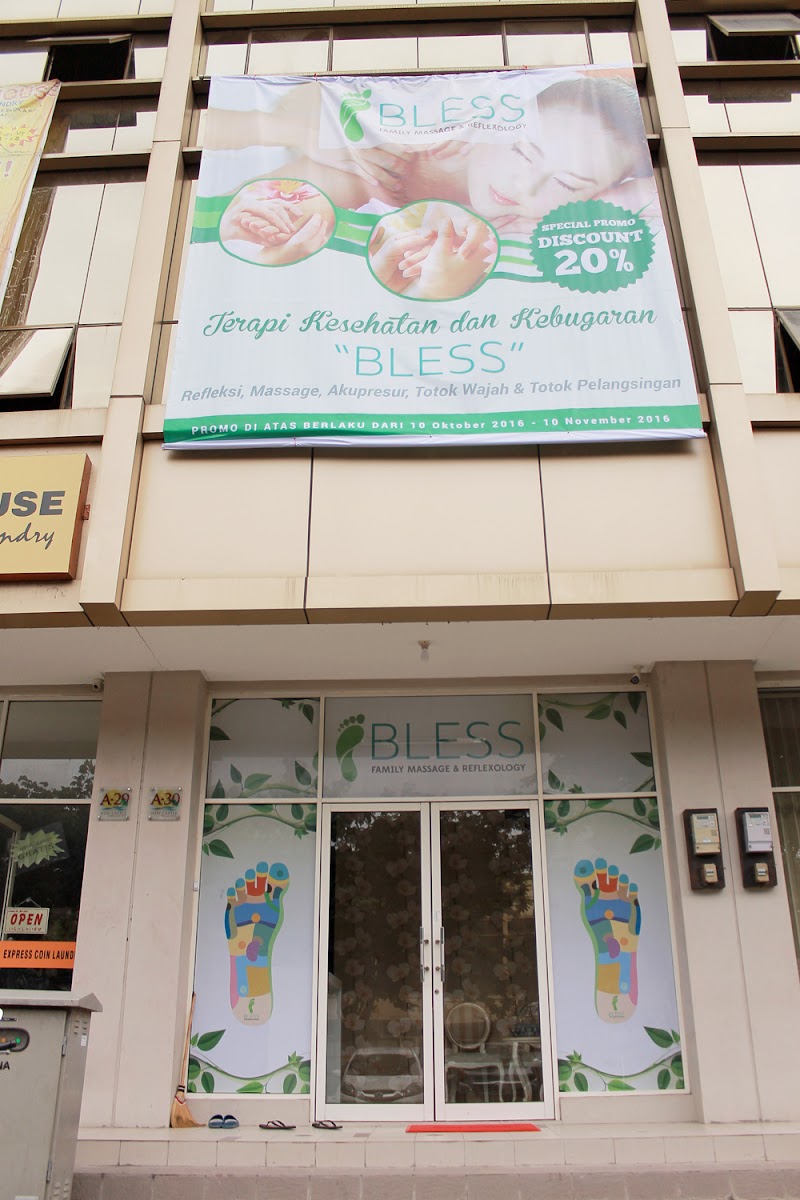 BLESS
FAMILY MASSAGE & REFLEXOLOGY
SPECIAL PROMO
DISCOUNT
20%
Terapi Kesehatan dan Kebugaran
"BLESS"
Refleksi, Massage, Akupresur, Totok Wajah & Totok Pelangsingan
PROMO DI ATAS BERLAKU DARI 10 Oktober 2016 - 10 November 2016
USE
ndry
BLESS
FAMILY MASSAGE & REFLEXOLOGY
A-29
A-30
OPEN
EXPRESS COIN LAUND
NA